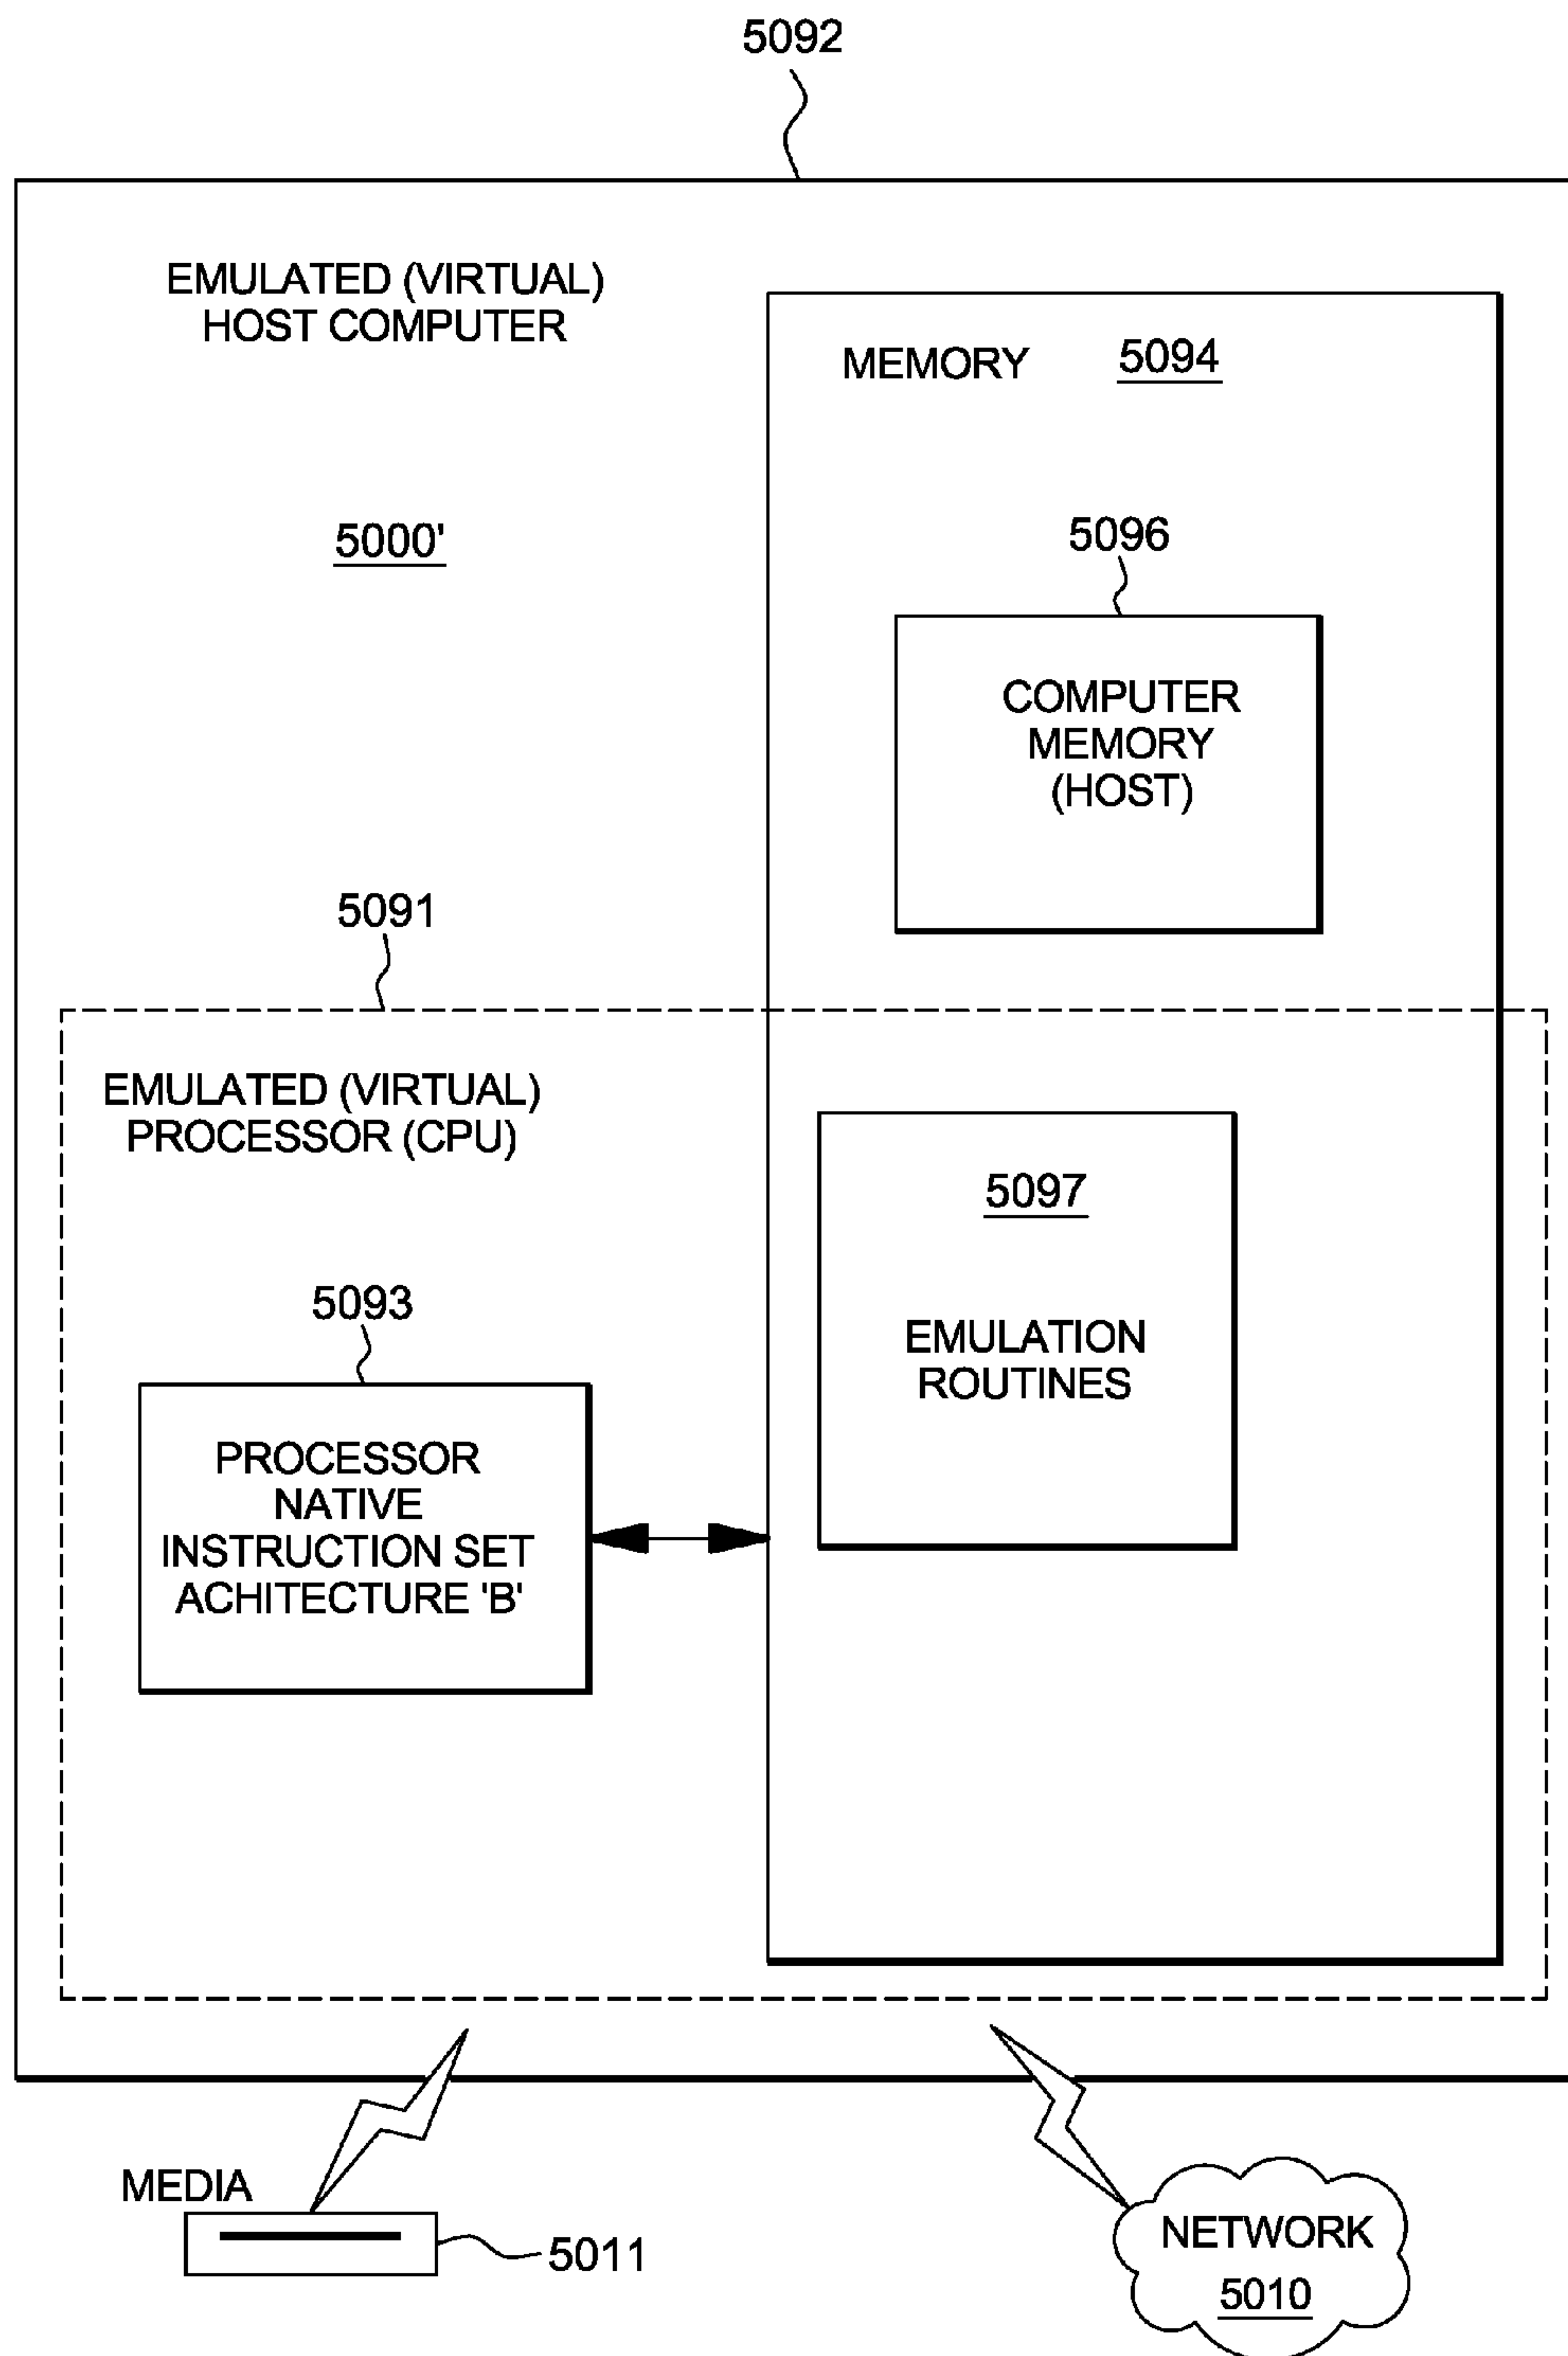 5092
EMULATED (VIRTUAL)
HOST COMPUTER
5000'
MEMORY 5094
5096
COMPUTER
MEMORY
(HOST)
5091
EMULATED (VIRTUAL)
PROCESSOR (CPU)
5097
EMULATION
ROUTINES
5093
PROCESSOR
NATIVE
INSTRUCTION SET
ACHITECTURE 'B'
MEDIA
5011
NETWORK
5010